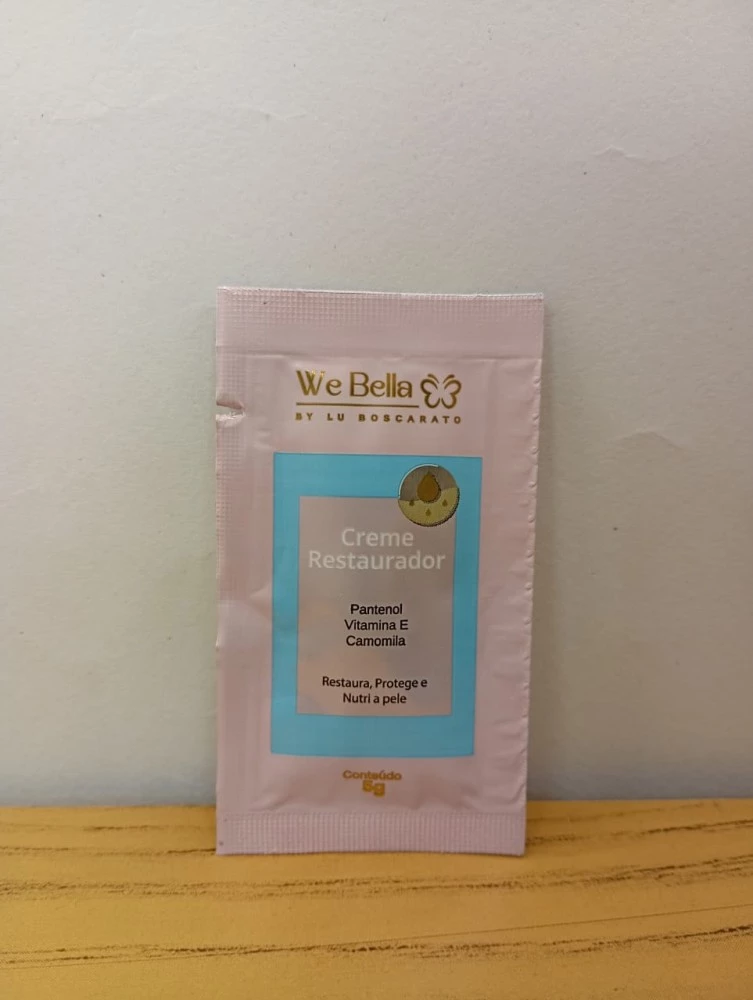 We Bella
BY LU BOSCARATO
Creme
Restaurador
Pantenol
Vitamina E
Camomila
Restaura, Protege e
Nutri a pele
Conteúdo
5g